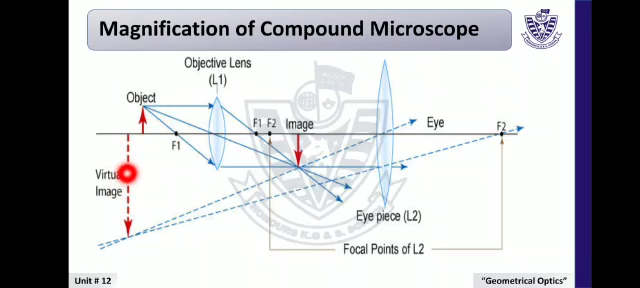 Magnification of Compound Microscope
Objective Lens
(L1)
Object
F1
F1 F2
Image
Eye
F2
Virtual
Image
Eye piece (L2)
Focal Points of L2
Unit # 12
"Geometrical Optics"